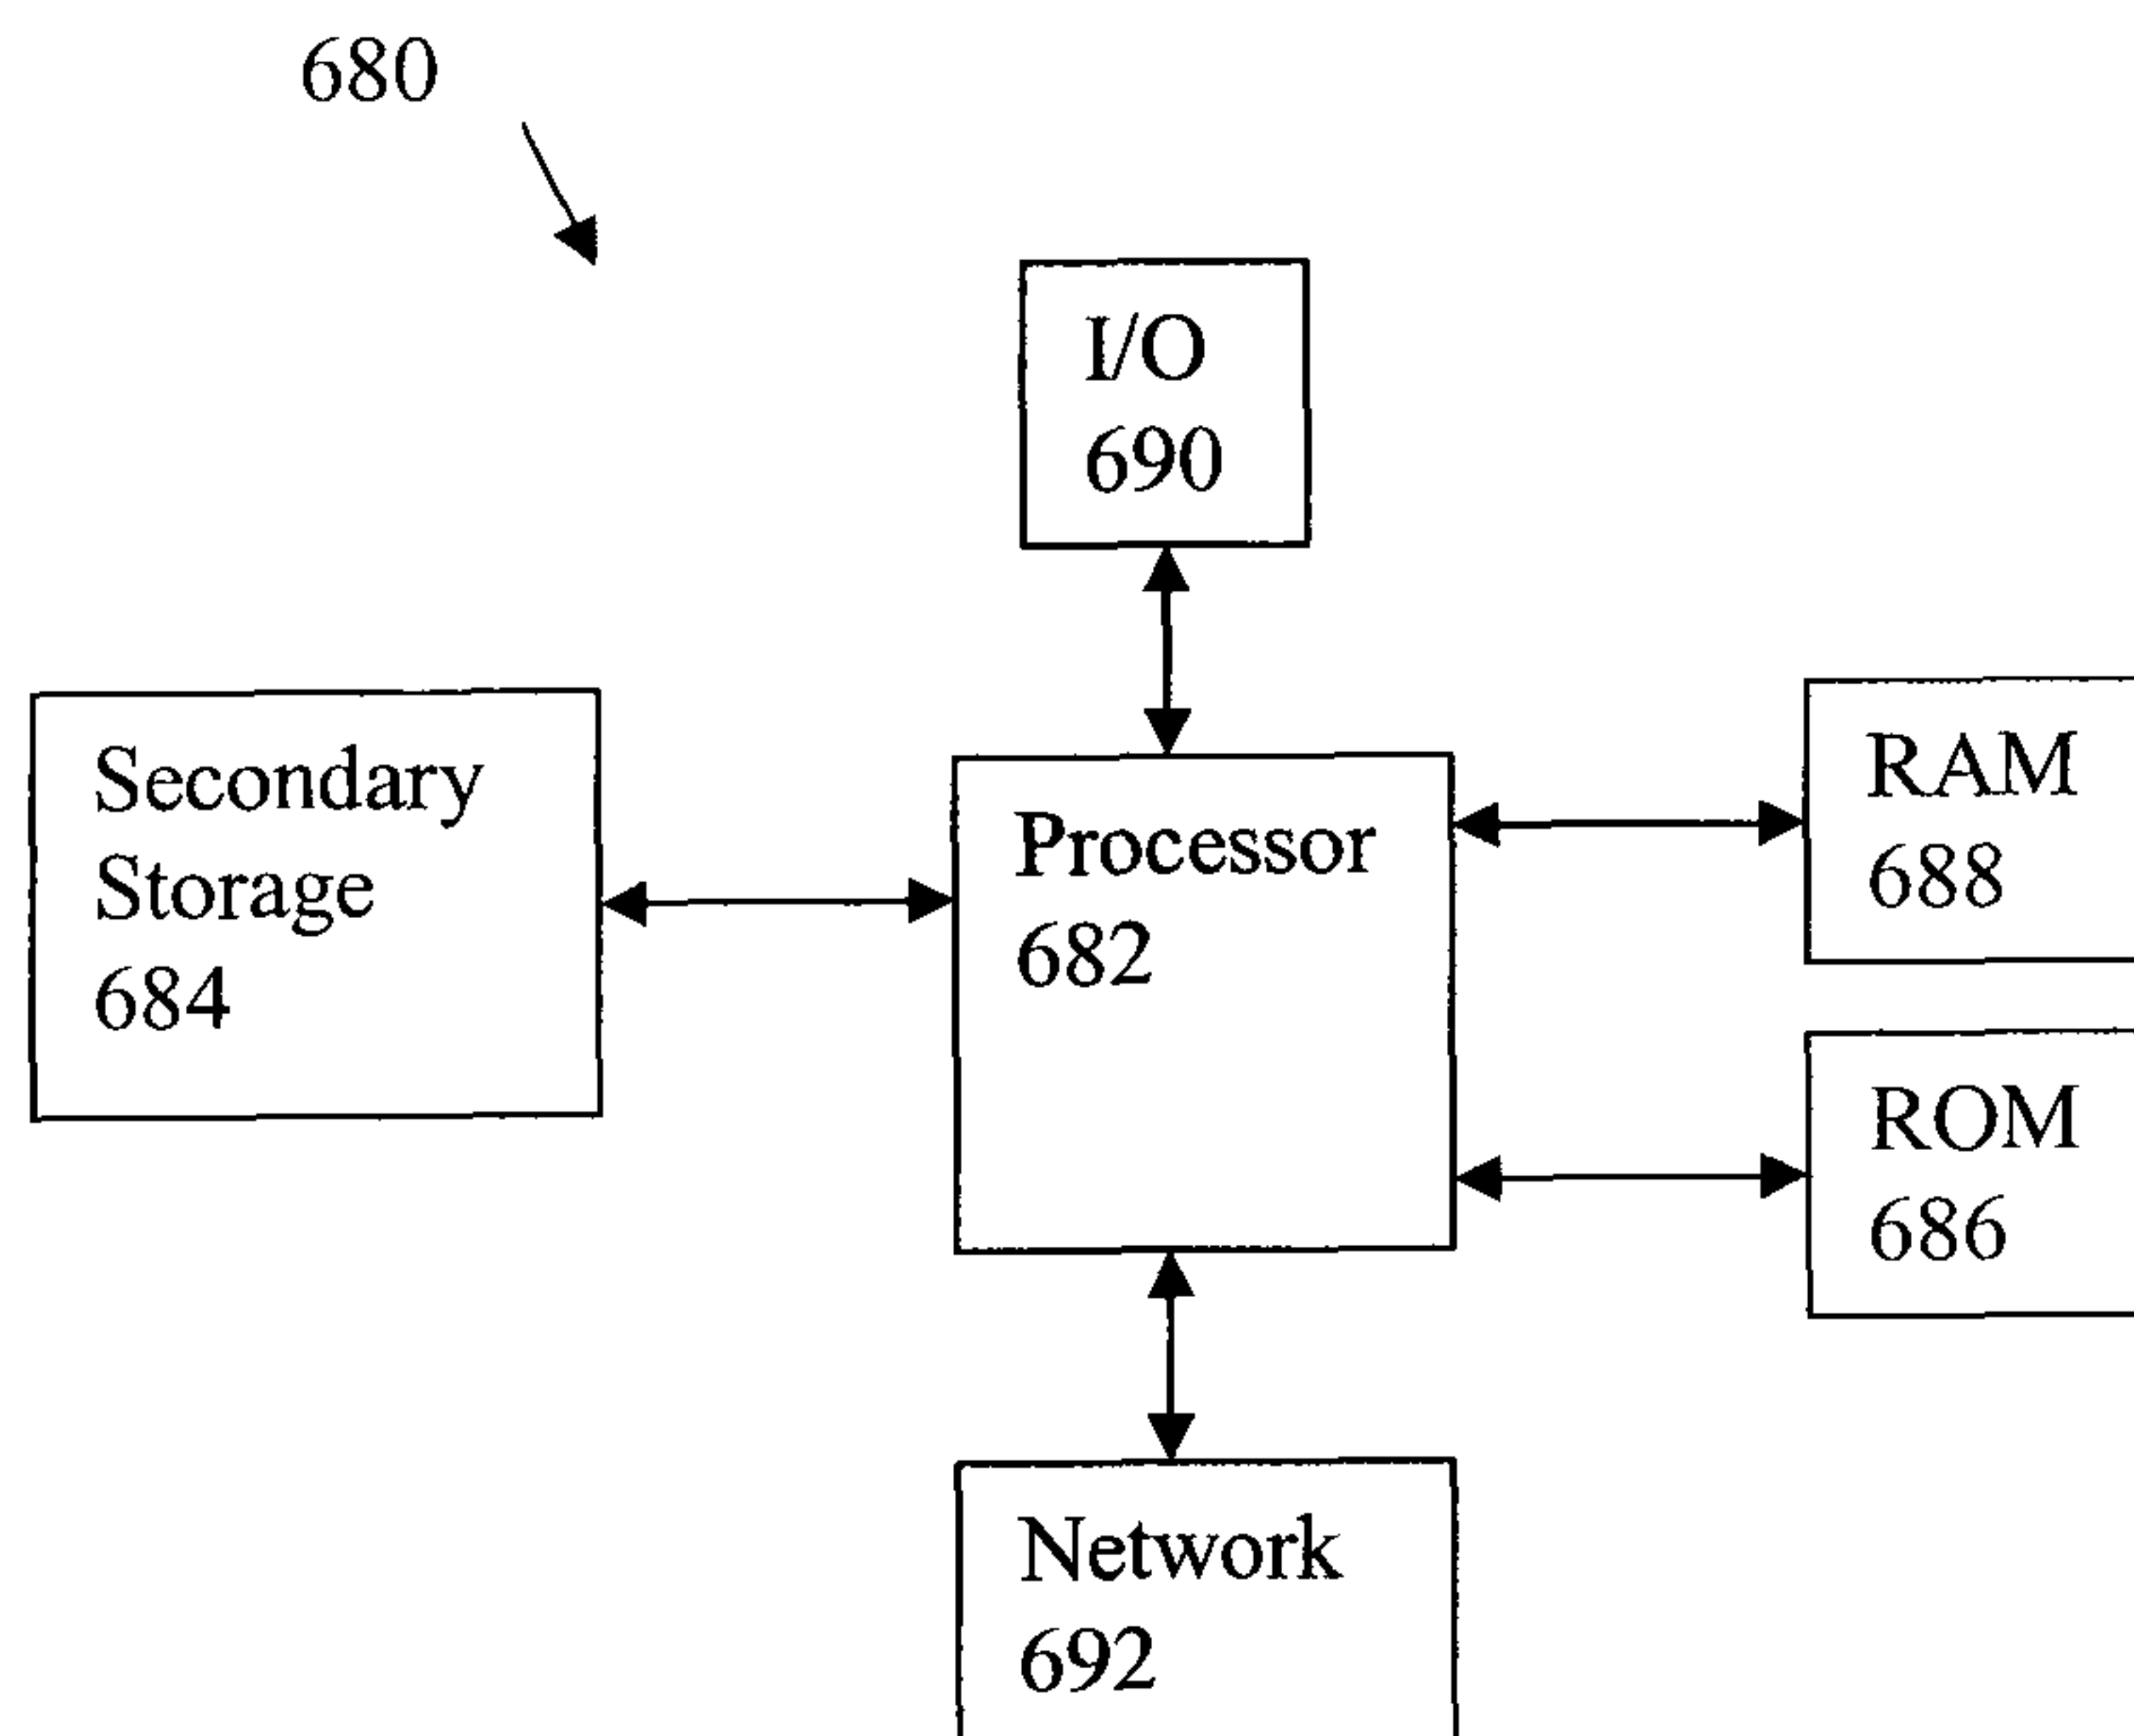 680
I/O
690
Secondary
Storage
684
Processor
682
RAM
688
ROM
686
Network
692